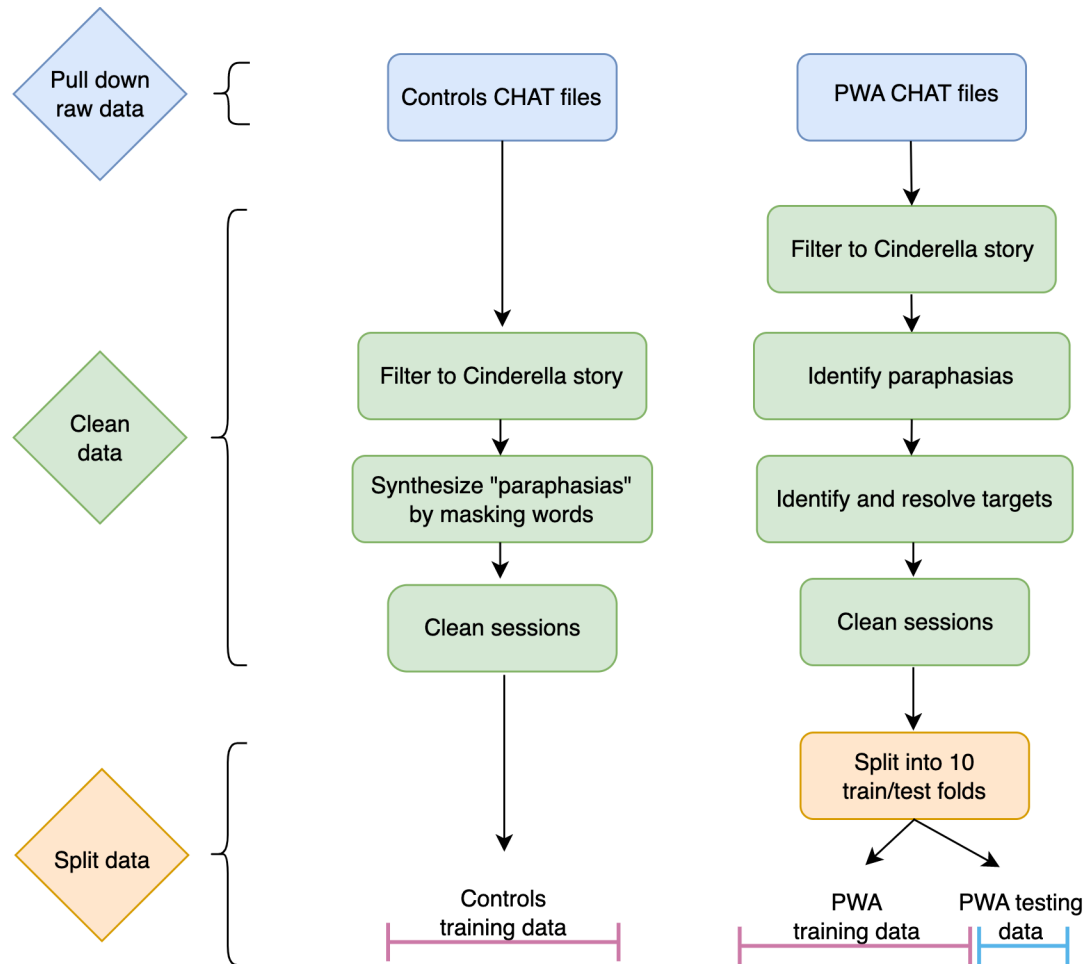 Pull down
raw data
Controls CHAT files
PWA CHAT files
Clean
data
Filter to Cinderella story
Synthesize "paraphasias"
by masking words
Clean sessions
Filter to Cinderella story
Identify paraphasias
Identify and resolve targets
Clean sessions
Split data
Split into 10
train/test folds
Controls
training data
PWA
training data
PWA testing
data